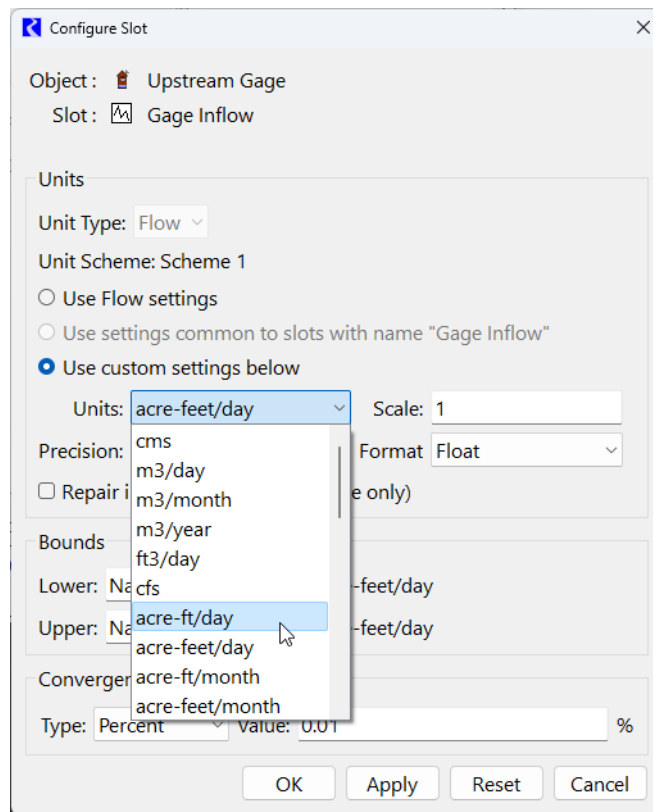 Configure Slot
Object: Upstream Gage
Slot: Gage Inflow
Units
Unit Type: Flow
Unit Scheme: Scheme 1
Use Flow settings
Use settings common to slots with name "Gage Inflow"
Use custom settings below
Units: acre-feet/day Scale: 1
cms
Precision: Format Float
m3/day
Repair i e only)
m3/month
m3/year
Bounds
ft3/day
Lower: Na cfs -feet/day
acre-ft/day
Upper: Na -feet/day
acre-feet/day
Converger acre-ft/month
acre-feet/month
Type: Percent Value: 0.01 %
OK Apply Reset Cancel